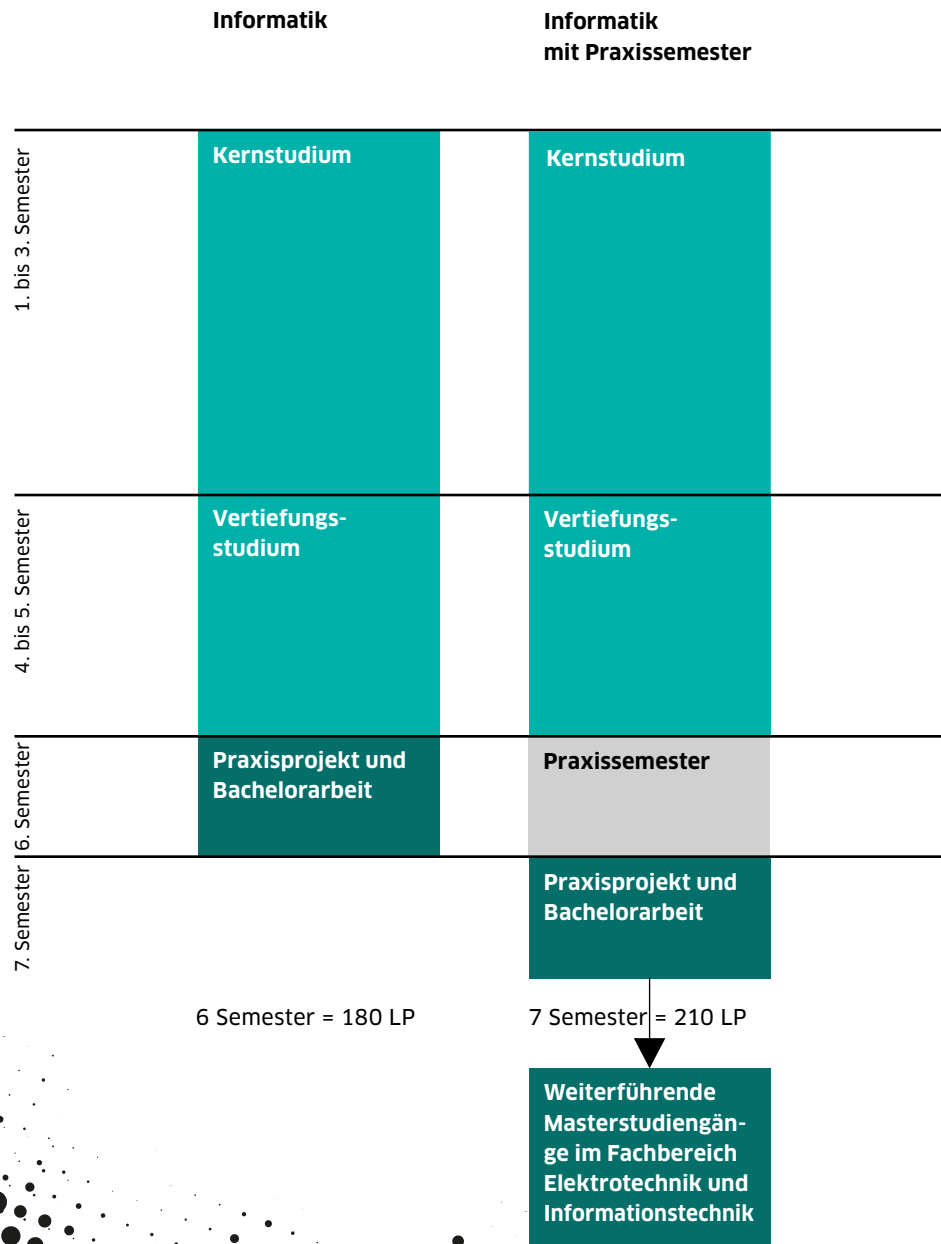 Informatik
Informatik
mit Praxissemester
1. bis 3. Semester
Kernstudium
Kernstudium
4. bis 5. Semester
Vertiefungs-
studium
Vertiefungs-
studium
6. Semester
Praxisprojekt und
Bachelorarbeit
Praxissemester
7. Semester
Praxisprojekt und
Bachelorarbeit
6 Semester = 180 LP
7 Semester = 210 LP
Weiterführende
Masterstudiengän-
ge im Fachbereich
Elektrotechnik und
Informationstechnik